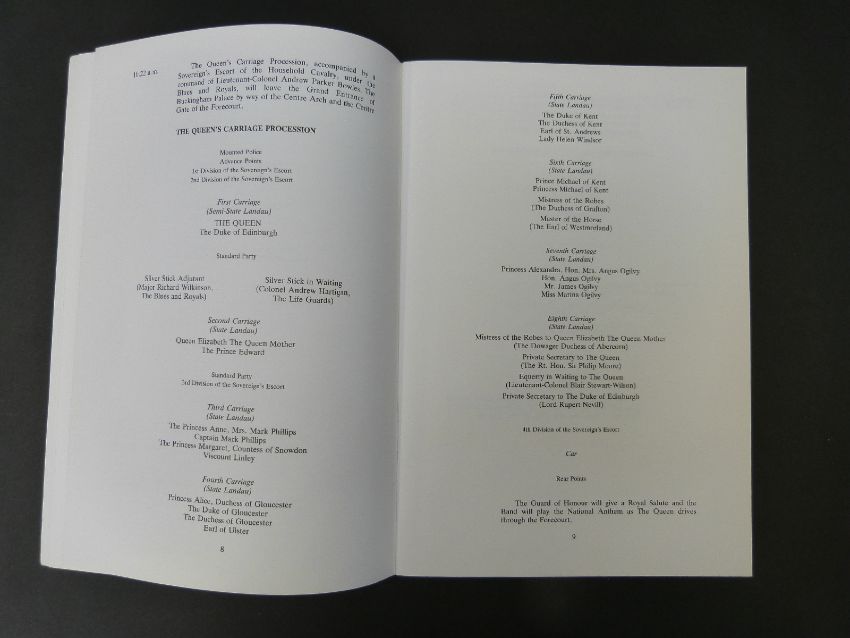 11.22 a.m.
The Queen's Carriage Procession, accompanied by a
Sovereign's Escort of the Household Cavalry, under the
command of Lieutenant-Colonel Andrew Parker Bowles, The
Blues and Royals, will leave the Grand Entrance of
Buckingham Palace by way of the Centre Arch and the Centre
Gate of the Forecourt.
THE QUEEN'S CARRIAGE PROCESSION
Mounted Police
Advance Points
1st Division of the Sovereign's Escort
2nd Division of the Sovereign's Escort
First Carriage
(Semi-State Landau)
THE QUEEN
The Duke of Edinburgh
Standard Party
Silver Stick Adjutant
(Major Richard Wilkinson,
The Blues and Royals)
Silver Stick in Waiting
(Colonel Andrew Hartigan,
The Life Guards)
Second Carriage
(State Landau)
Queen Elizabeth The Queen Mother
The Prince Edward
Standard Party
3rd Division of the Sovereign's Escort
Third Carriage
(State Landau)
The Princess Anne, Mrs. Mark Phillips
Captain Mark Phillips
The Princess Margaret, Countess of Snowdon
Viscount Linley
Fourth Carriage
(State Landau)
Princess Alice, Duchess of Gloucester
The Duke of Gloucester
The Duchess of Gloucester
Earl of Ulster
8
Fifth Carriage
(State Landau)
The Duke of Kent
The Duchess of Kent
Earl of St. Andrews
Lady Helen Windsor
Sixth Carriage
(State Landau)
Prince Michael of Kent
Princess Michael of Kent
Mistress of the Robes
(The Duchess of Grafton)
Master of the Horse
(The Earl of Westmorland)
Seventh Carriage
(State Landau)
Princess Alexandra, Hon. Mrs. Angus Ogilvy
Hon. Angus Ogilvy
Mr. James Ogilvy
Miss Marina Ogilvy
Eighth Carriage
(State Landau)
Mistress of the Robes to Queen Elizabeth The Queen Mother
(The Dowager Duchess of Abercorn)
Private Secretary to The Queen
(The Rt. Hon. Sir Philip Moore)
Equerry in Waiting to The Queen
(Lieutenant-Colonel Blair Stewart-Wilson)
Private Secretary to The Duke of Edinburgh
(Lord Rupert Nevill)
4th Division of the Sovereign's Escort
Car
Rear Points
The Guard of Honour will give a Royal Salute and the
Band will play the National Anthem as The Queen drives
through the Forecourt.
9